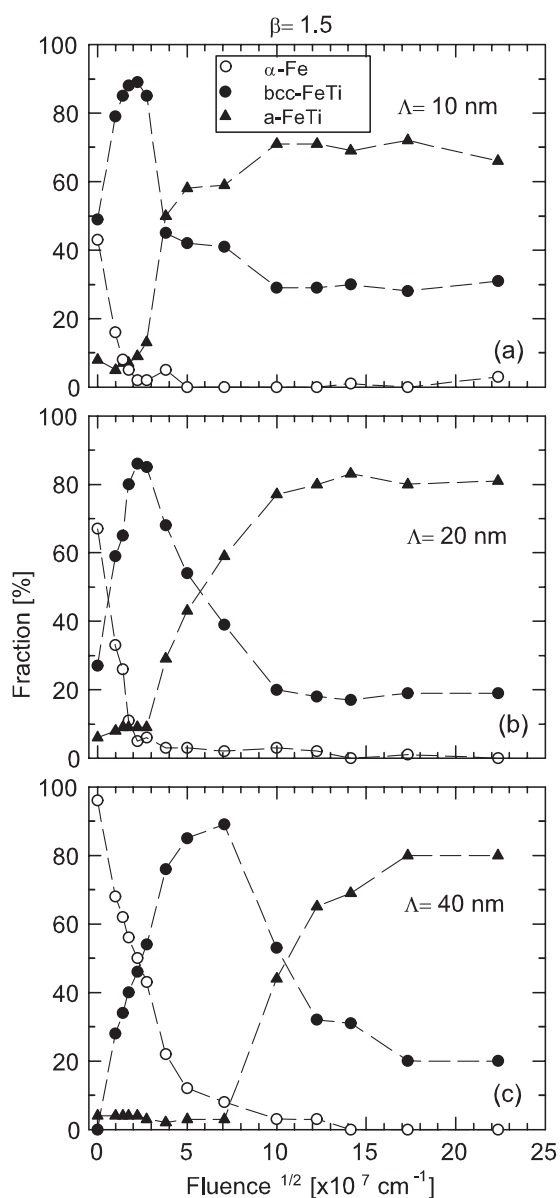 β= 1.5
α-Fe
bcc-FeTi
a-FeTi
Λ= 10 nm
100
80
60
40
20
0
(a)
Λ= 20 nm
100
80
60
40
20
0
(b)
Fraction [%]
Λ= 40 nm
100
80
60
40
20
0
(c)
0 5 10 15 20 25
Fluence 1/2 [x10 7 cm-1]